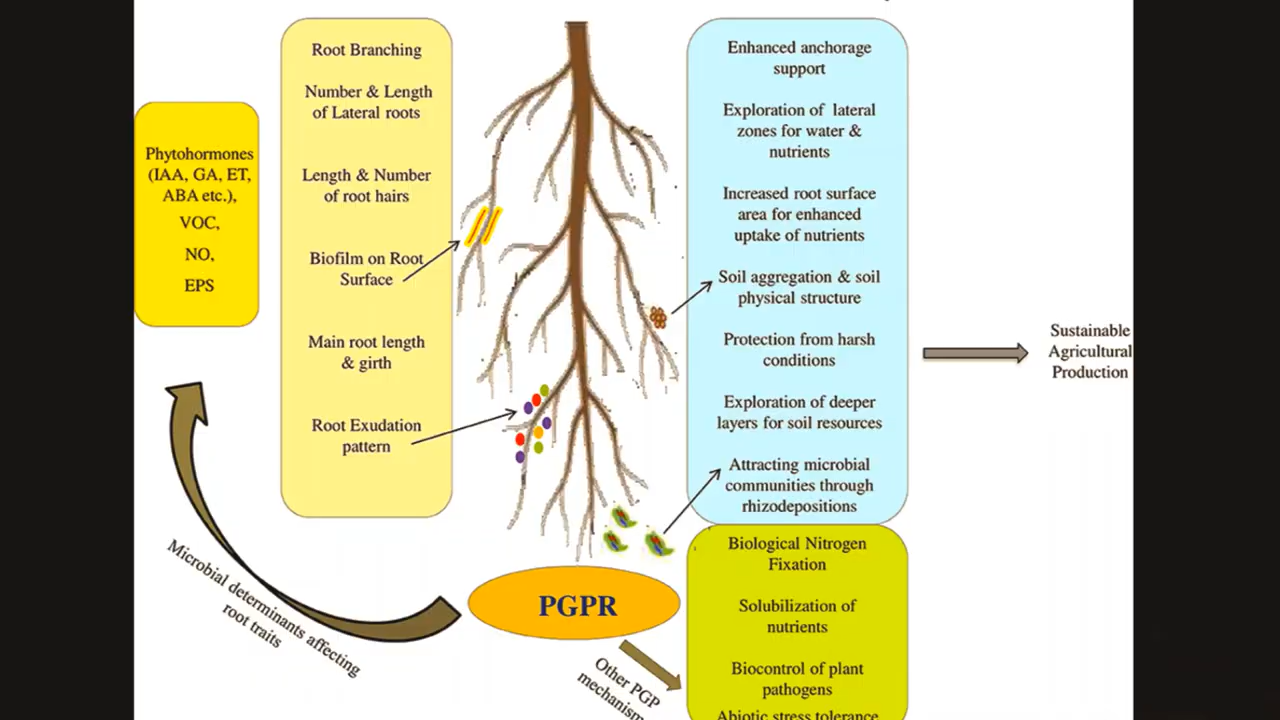 Phytohormones
(IAA, GA, ET,
ABA etc.),
VOC,
NO,
EPS
Root Branching
Number & Length
of Lateral roots
Length & Number
of root hairs
Biofilm on Root
Surface
Main root length
& girth
Root Exudation
pattern
Enhanced anchorage
support
Exploration of lateral
zones for water &
nutrients
Increased root surface
area for enhanced
uptake of nutrients
Soil aggregation & soil
physical structure
Protection from harsh
conditions
Exploration of deeper
layers for soil resources
Attracting microbial
communities through
rhizodepositions
Biological Nitrogen
Fixation
Solubilization of
nutrients
Biocontrol of plant
pathogens
Abiotic stress tolerance
Sustainable
Agricultural
Production
Microbial determinants affecting
root traits
PGPR
Other PGP
mechanism